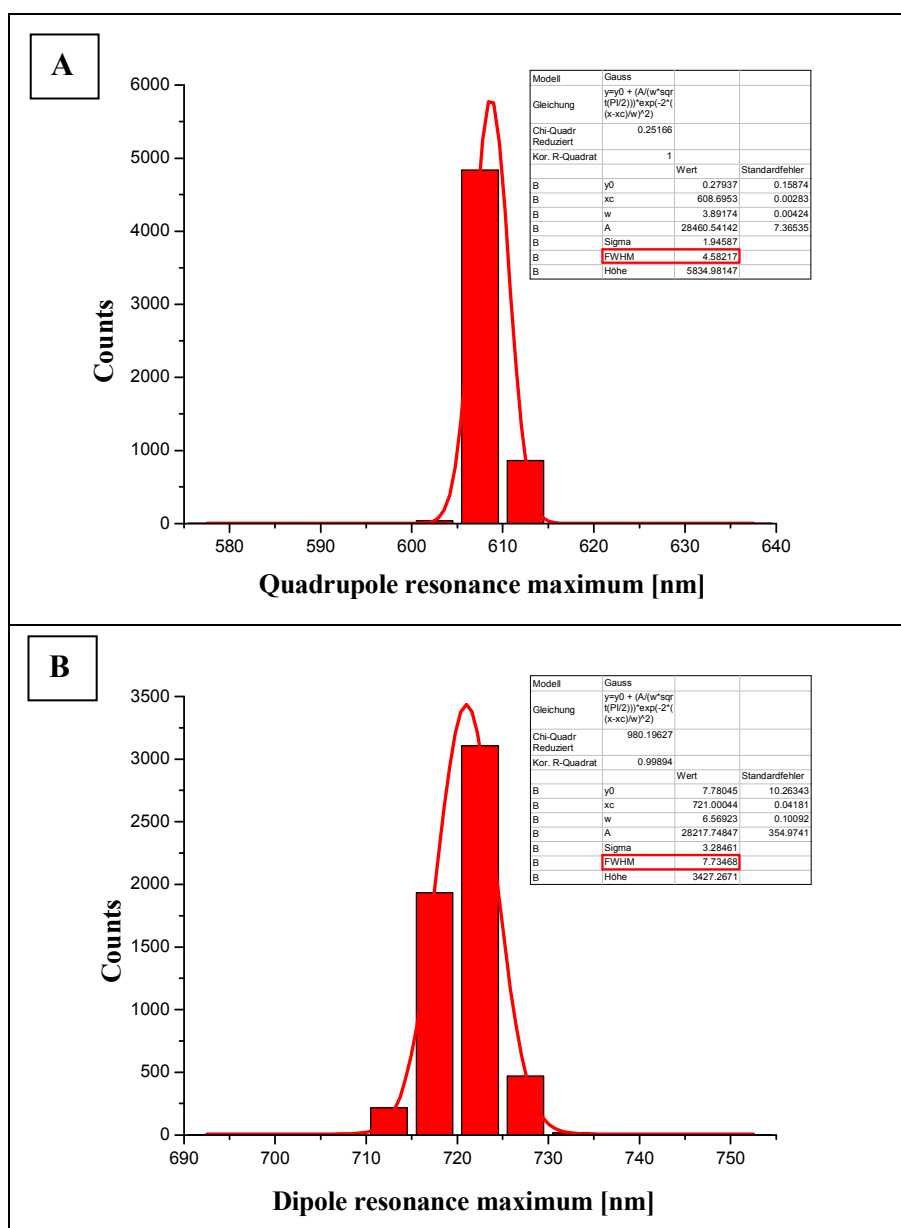 A
6000
5000
4000
3000
2000
1000
0
Counts
580 590 600 610 620 630 640
Quadrupole resonance maximum [nm]
Modell Gauss
Gleichung y=y0 + (A/(w*sqr
t(PI/2)))*exp(-2*(
(x-xc)/w)^2)
Chi-Quadr
Reduziert 0.25166
Kor. R-Quadrat 1
Wert Standardfehler
B y0 0.27937 0.15874
B xc 608.6953 0.00283
B w 3.89174 0.00424
B A 28460.54142 7.36535
B Sigma 1.94587
B FWHM 4.58217
B Höhe 5834.98147
B
3500
3000
2500
2000
1500
1000
500
0
Counts
690 700 710 720 730 740 750
Dipole resonance maximum [nm]
Modell Gauss
Gleichung y=y0 + (A/(w*sqr
t(PI/2)))*exp(-2*(
(x-xc)/w)^2)
Chi-Quadr
Reduziert 980.19627
Kor. R-Quadrat 0.99894
Wert Standardfehler
B y0 7.78045 10.26343
B xc 721.00044 0.04181
B w 6.56923 0.10092
B A 28217.74847 354.9741
B Sigma 3.28461
B FWHM 7.73468
B Höhe 3427.2671